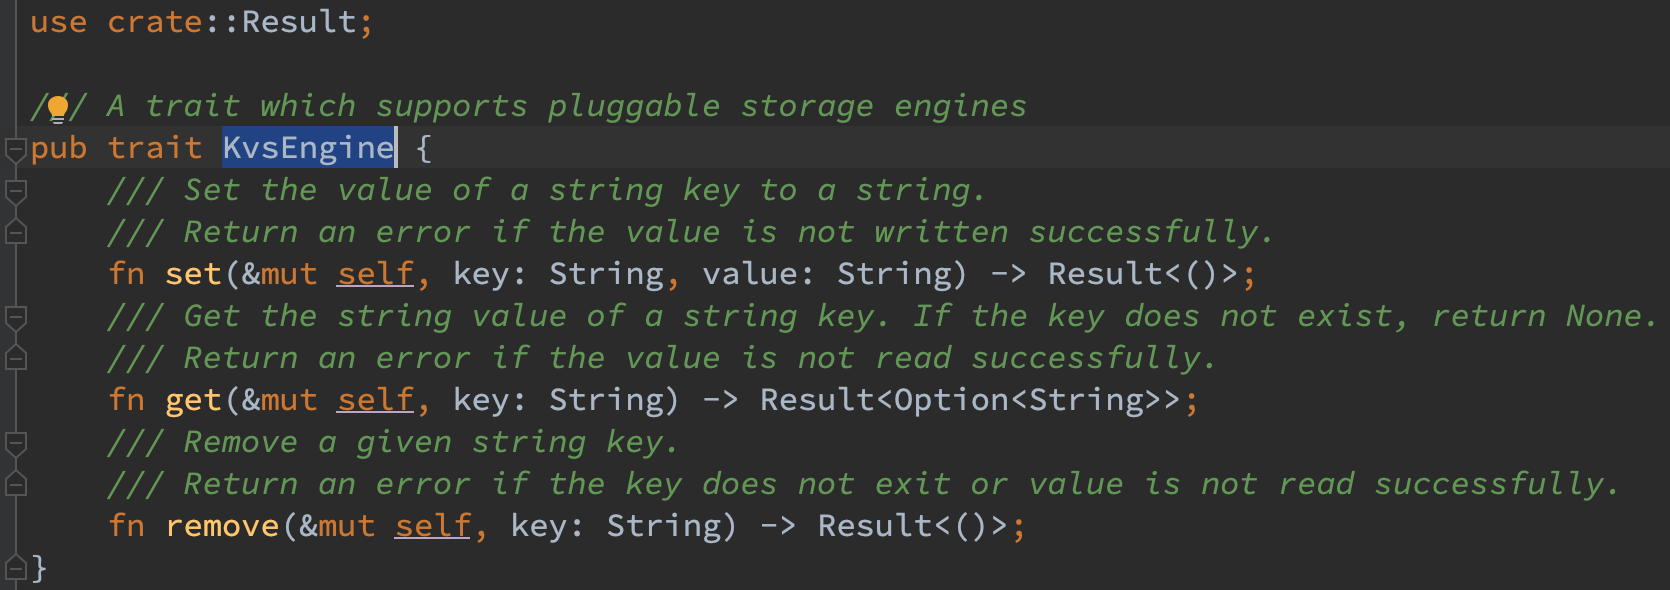 use crate::Result;
/// A trait which supports pluggable storage engines
pub trait KvsEngine {
/// Set the value of a string key to a string.
/// Return an error if the value is not written successfully.
fn set(&mut self, key: String, value: String) -> Result<()>;
/// Get the string value of a string key. If the key does not exist, return None.
/// Return an error if the value is not read successfully.
fn get(&mut self, key: String) -> Result<Option<String>>;
/// Remove a given string key.
/// Return an error if the key does not exit or value is not read successfully.
fn remove(&mut self, key: String) -> Result<()>;
}